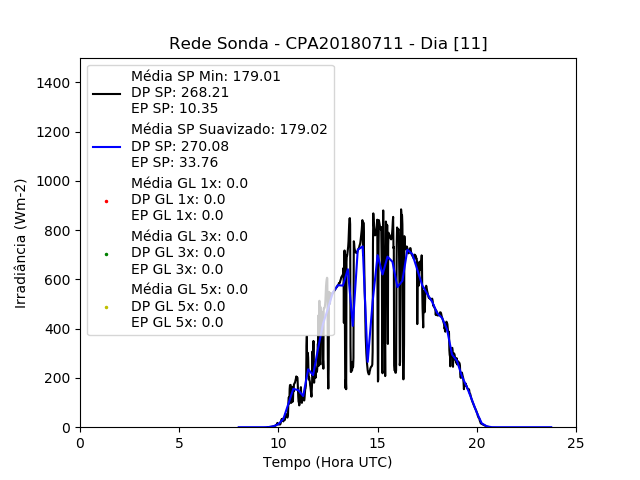 Rede Sonda - CPA20180711 - Dia [11]
Irradiância (Wm-2)
1400
1200
1000
800
600
400
200
0
Média SP Min: 179.01
DP SP: 268.21
EP SP: 10.35
Média SP Suavizado: 179.02
DP SP: 270.08
EP SP: 33.76
Média GL 1x: 0.0
DP GL 1x: 0.0
EP GL 1x: 0.0
Média GL 3x: 0.0
DP GL 3x: 0.0
EP GL 3x: 0.0
Média GL 5x: 0.0
DP GL 5x: 0.0
EP GL 5x: 0.0
0 5 10 15 20 25
Tempo (Hora UTC)